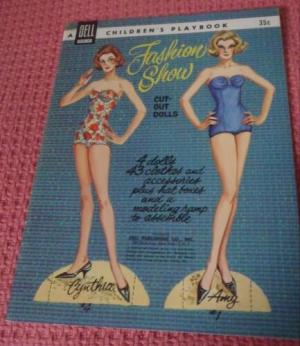 A DELL CHILDREN'S PLAYBOOK 35c
Fashion
Show
CUT-
OUT
DOLLS
4 dolls
43 clothes and
accessories
plus hat boxes
and a
modeling ramp
to assemble
DELL PUBLISHING CO., INC.
Cynthia
Amy
#1